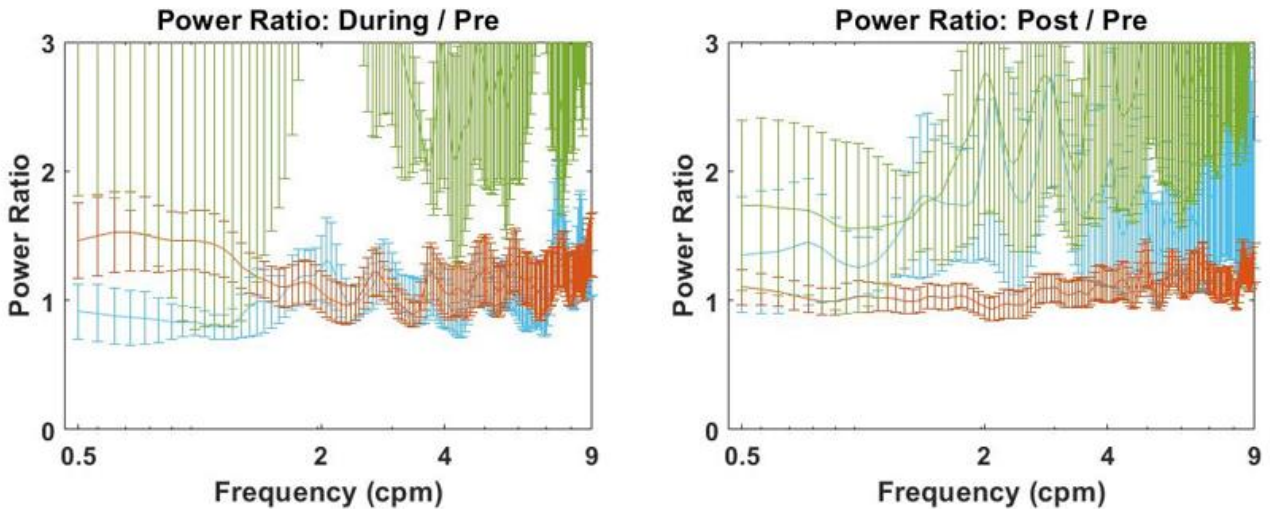 Power Ratio: During / Pre
Power Ratio
3
2
1
0
0.5 2 4 9
Frequency (cpm)
Power Ratio: Post / Pre
Power Ratio
3
2
1
0
0.5 2 4 9
Frequency (cpm)